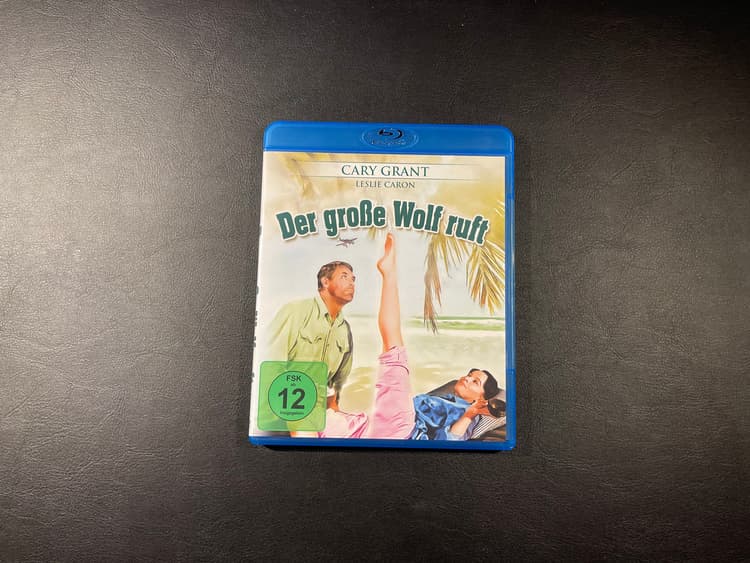 CARY GRANT
LESLIE CARON
Der große Wolf ruft
FSK
ab
12
freigegeben